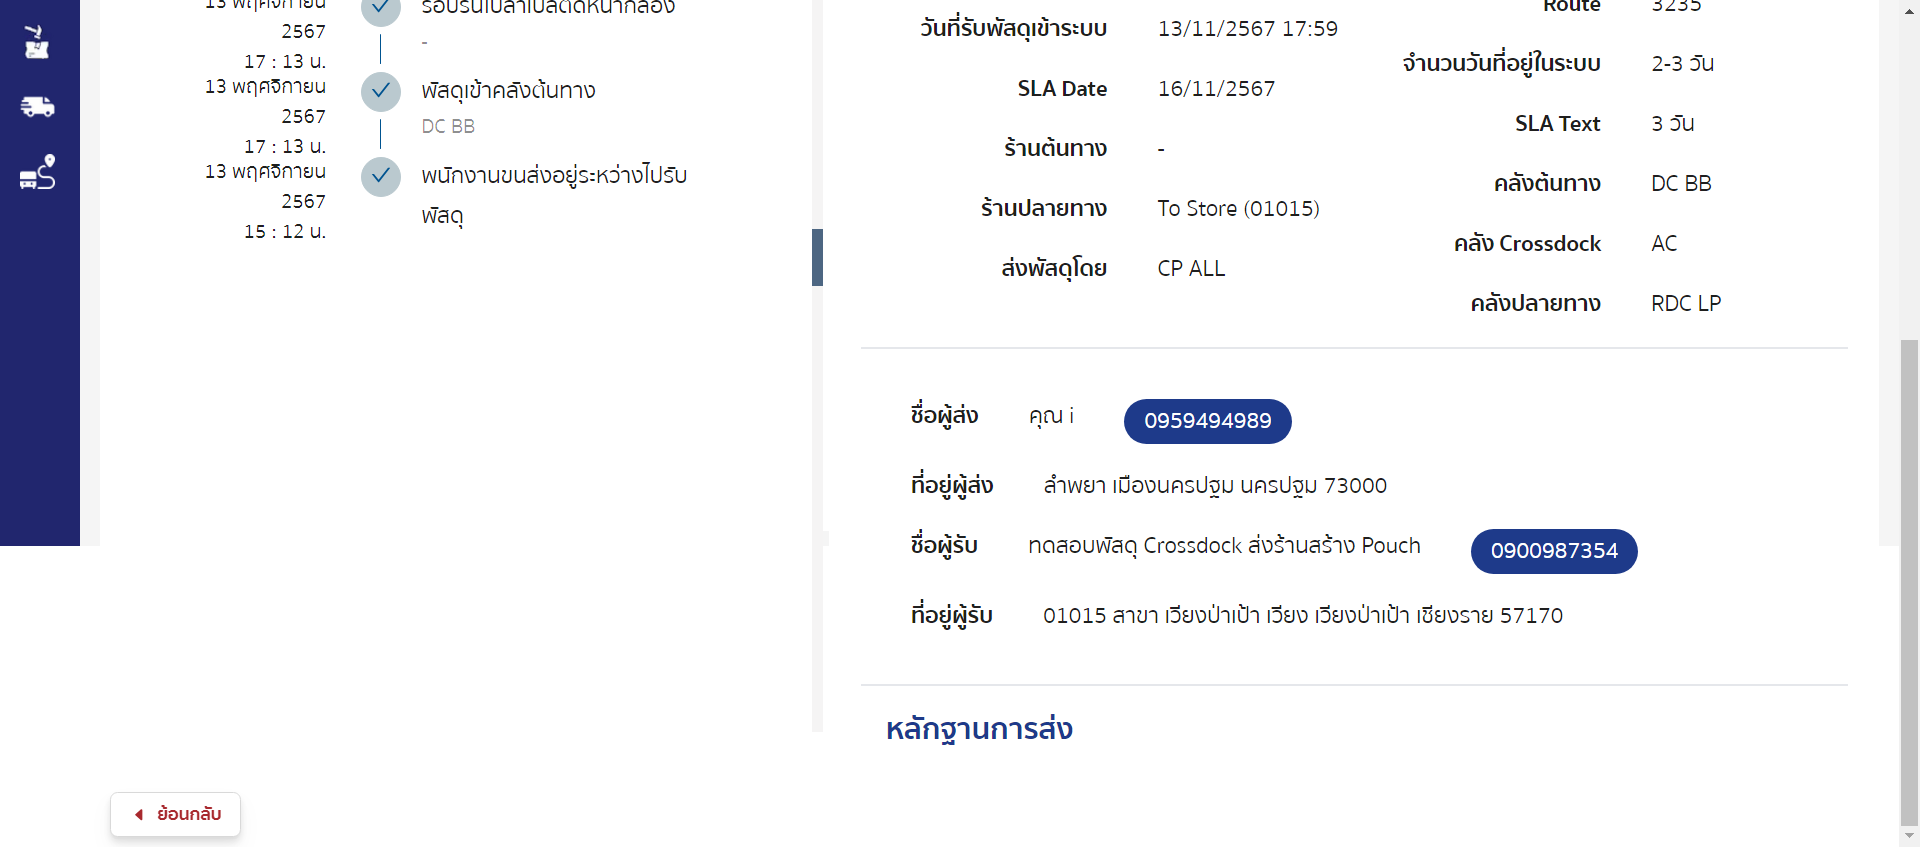 13 พฤศจิกายน
2567
17 : 13 น.
รอปริ้นใบลาเบลติดหน้ากล่อง
-
13 พฤศจิกายน
2567
17 : 13 น.
พัสดุเข้าคลังต้นทาง
DC BB
13 พฤศจิกายน
2567
15 : 12 น.
พนักงานขนส่งอยู่ระหว่างไปรับ
พัสดุ
วันที่รับพัสดุเข้าระบบ 13/11/2567 17:59
SLA Date 16/11/2567
ร้านต้นทาง -
ร้านปลายทาง To Store (01015)
ส่งพัสดุโดย CP ALL
Route 3235
จำนวนวันที่อยู่ในระบบ 2-3 วัน
SLA Text 3 วัน
คลังต้นทาง DC BB
คลัง Crossdock AC
คลังปลายทาง RDC LP
ชื่อผู้ส่ง คุณ i 0959494989
ที่อยู่ผู้ส่ง ลำพยา เมืองนครปฐม นครปฐม 73000
ชื่อผู้รับ ทดสอบพัสดุ Crossdock ส่งร้านสร้าง Pouch 0900987354
ที่อยู่ผู้รับ 01015 สาขา เวียงป่าเป้า เวียง เวียงป่าเป้า เชียงราย 57170
หลักฐานการส่ง
ย้อนกลับ